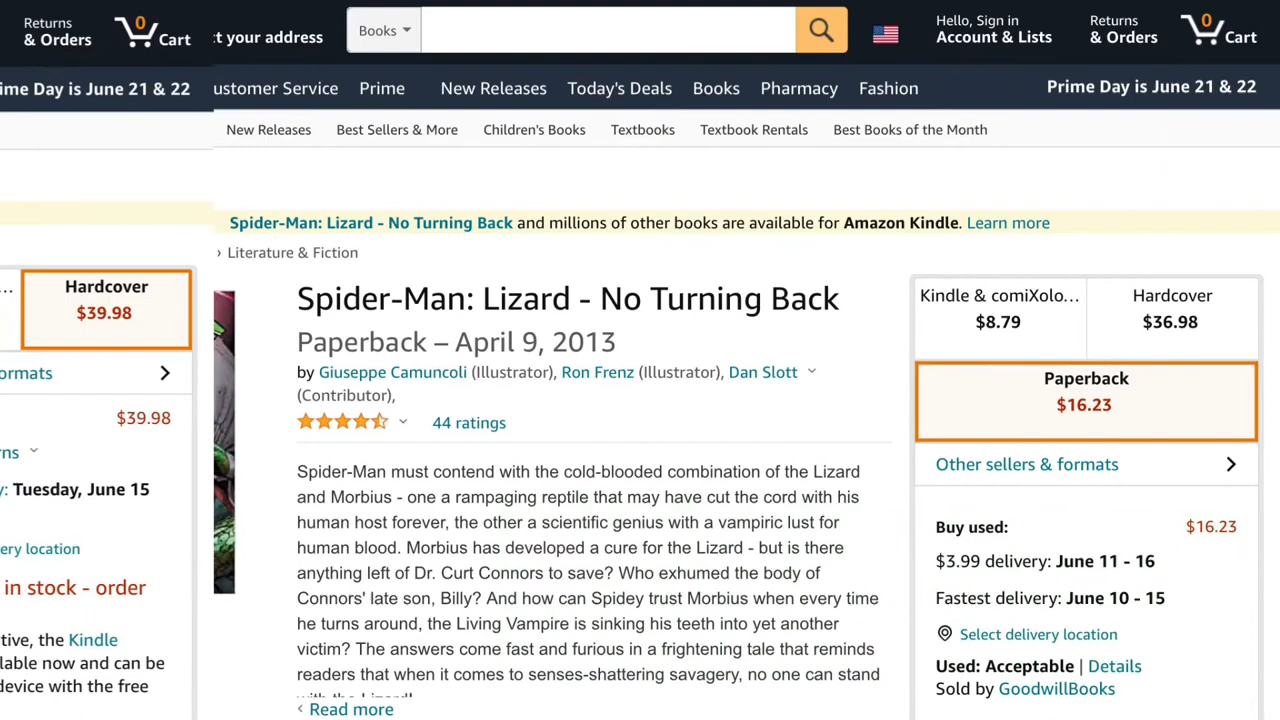 Returns
& Orders
0
Cart
ime Day is June 21 & 22
…
Hardcover
$39.98
ormats
$39.98
rns
y: Tuesday, June 15
ery location
in stock - order
tive, the Kindle
lable now and can be
device with the free
t your address
Books
Hello, Sign in
Account & Lists
Returns
& Orders
0
Cart
ustomer Service Prime New Releases Today's Deals Books Pharmacy Fashion Prime Day is June 21 & 22
New Releases Best Sellers & More Children's Books Textbooks Textbook Rentals Best Books of the Month
Spider-Man: Lizard - No Turning Back and millions of other books are available for Amazon Kindle. Learn more
› Literature & Fiction
Spider-Man: Lizard - No Turning Back
Paperback – April 9, 2013
by Giuseppe Camuncoli (Illustrator), Ron Frenz (Illustrator), Dan Slott
(Contributor),
44 ratings
Spider-Man must contend with the cold-blooded combination of the Lizard
and Morbius - one a rampaging reptile that may have cut the cord with his
human host forever, the other a scientific genius with a vampiric lust for
human blood. Morbius has developed a cure for the Lizard - but is there
anything left of Dr. Curt Connors to save? Who exhumed the body of
Connors' late son, Billy? And how can Spidey trust Morbius when every time
he turns around, the Living Vampire is sinking his teeth into yet another
victim? The answers come fast and furious in a frightening tale that reminds
readers that when it comes to senses-shattering savagery, no one can stand
with the Lizard!
Read more
Kindle & comiXolo…
$8.79
Hardcover
$36.98
Paperback
$16.23
Other sellers & formats
Buy used: $16.23
$3.99 delivery: June 11 - 16
Fastest delivery: June 10 - 15
Select delivery location
Used: Acceptable | Details
Sold by GoodwillBooks